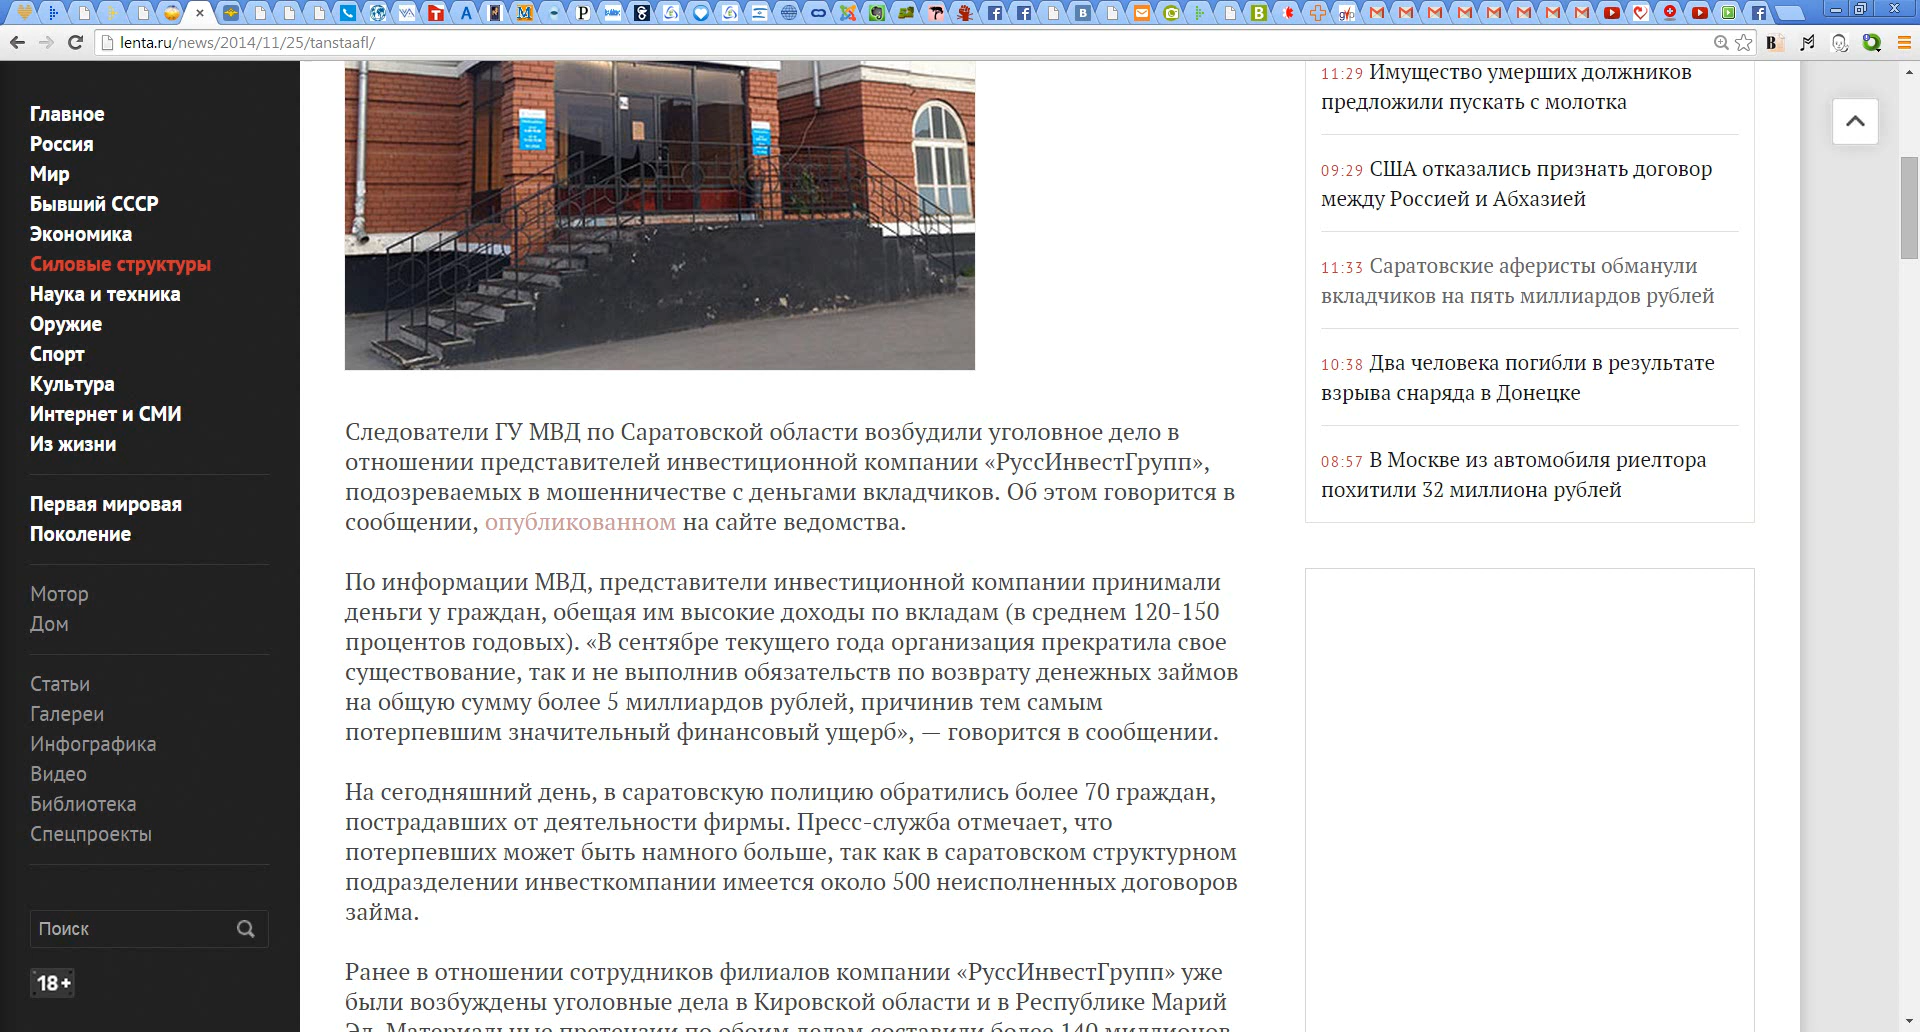 lenta.ru/news/2014/11/25/tanstaafl/
Главное
Россия
Мир
Бывший СССР
Экономика
Силовые структуры
Наука и техника
Оружие
Спорт
Культура
Интернет и СМИ
Из жизни
Первая мировая
Поколение
Мотор
Дом
Статьи
Галереи
Инфографика
Видео
Библиотека
Спецпроекты
Поиск
18+
Следователи ГУ МВД по Саратовской области возбудили уголовное дело в
отношении представителей инвестиционной компании «РуссИнвестГрупп»,
подозреваемых в мошенничестве с деньгами вкладчиков. Об этом говорится в
сообщении, опубликованном на сайте ведомства.
По информации МВД, представители инвестиционной компании принимали
деньги у граждан, обещая им высокие доходы по вкладам (в среднем 120-150
процентов годовых). «В сентябре текущего года организация прекратила свое
существование, так и не выполнив обязательств по возврату денежных займов
на общую сумму более 5 миллиардов рублей, причинив тем самым
потерпевшим значительный финансовый ущерб», — говорится в сообщении.
На сегодняшний день, в саратовскую полицию обратились более 70 граждан,
пострадавших от деятельности фирмы. Пресс-служба отмечает, что
потерпевших может быть намного больше, так как в саратовском структурном
подразделении инвесткомпании имеется около 500 неисполненных договоров
займа.
Ранее в отношении сотрудников филиалов компании «РуссИнвестГрупп» уже
были возбуждены уголовные дела в Кировской области и в Республике Марий
Эл. Материальные претензии по обоим делам составили более 140 миллионов
11:29 Имущество умерших должников
предложили пускать с молотка
09:29 США отказались признать договор
между Россией и Абхазией
11:33 Саратовские аферисты обманули
вкладчиков на пять миллиардов рублей
10:38 Два человека погибли в результате
взрыва снаряда в Донецке
08:57 В Москве из автомобиля риелтора
похитили 32 миллиона рублей